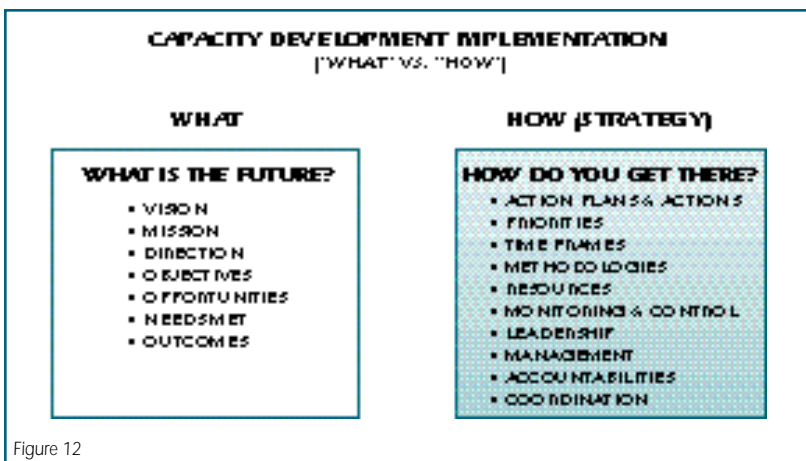 CAPACITY DEVELOPMENT IMPLEMENTATION
["WHAT" VS. "HOW"]
WHAT
WHAT IS THE FUTURE?
• VISION
• MISSION
• DIRECTION
• OBJECTIVES
• OPPORTUNITIES
• NEEDS MET
• OUTCOMES
HOW (STRATEGY)
HOW DO YOU GET THERE?
• ACTION PLANS & ACTIONS
• PRIORITIES
• TIME FRAMES
• METHODOLOGIES
• RESOURCES
• MONITORING & CONTROL
• LEADERSHIP
• MANAGEMENT
• ACCOUNTABILITIES
• COORDINATION
Figure 12